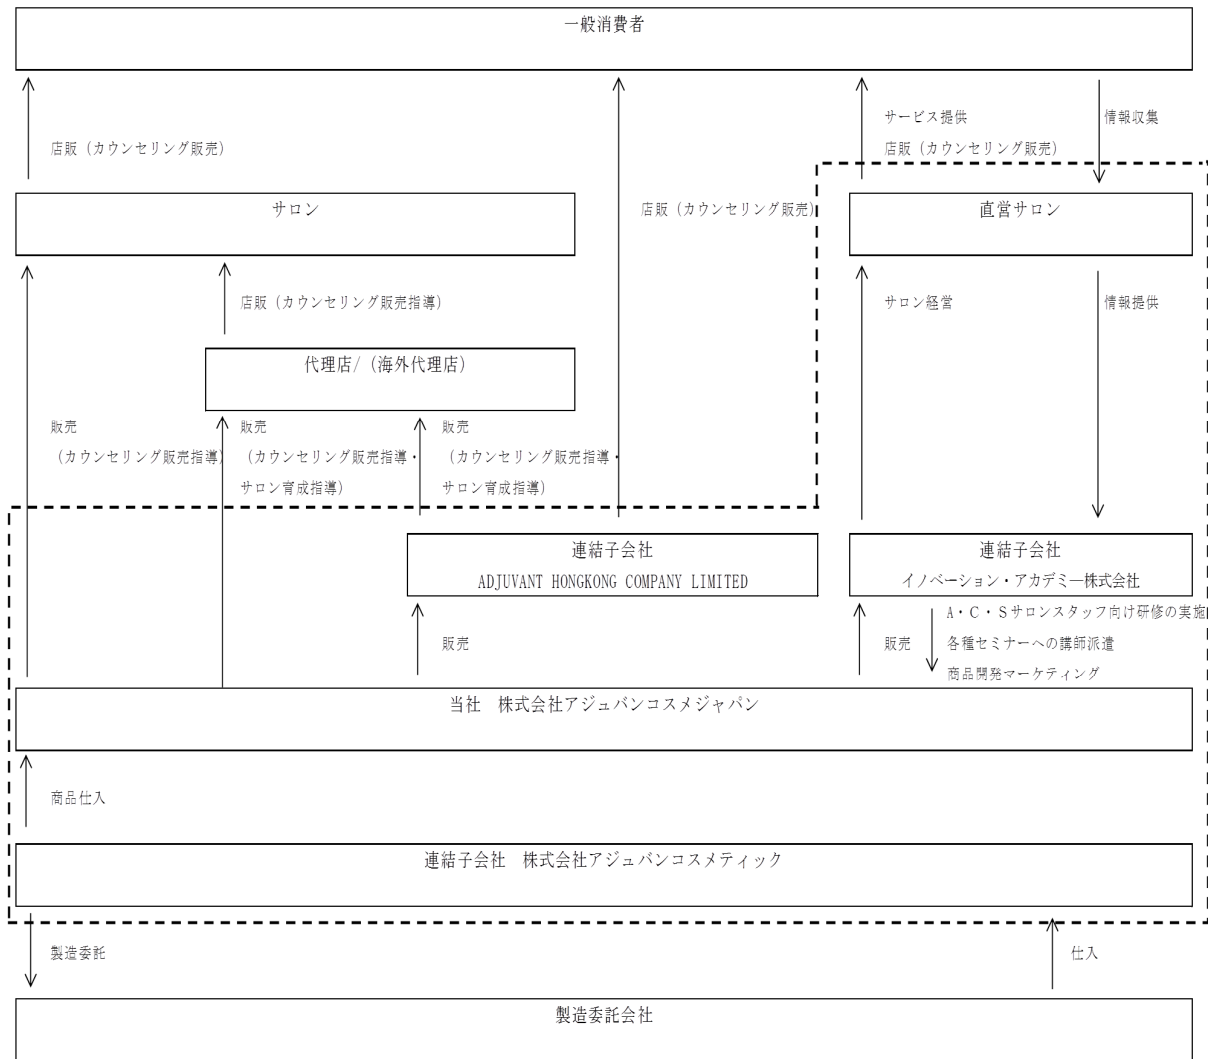 一般消費者
サービス提供
情報収集
店販（カウンセリング販売）
店販（カウンセリング販売）
サロン
店販（カウンセリング販売）
直営サロン
店販（カウンセリング販売指導）
サロン経営
情報提供
代理店/（海外代理店）
販売
（カウンセリング販売指導）
販売
（カウンセリング販売指導・
サロン育成指導）
販売
（カウンセリング販売指導・
サロン育成指導）
連結子会社
ADJUVANT HONGKONG COMPANY LIMITED
連結子会社
イノベーション・アカデミー株式会社
販売
販売
A・C・Sサロンスタッフ向け研修の実施
各種セミナーへの講師派遣
商品開発マーケティング
当社　株式会社アジュバンコスメジャパン
商品仕入
連結子会社　株式会社アジュバンコスメティック
製造委託
仕入
製造委託会社